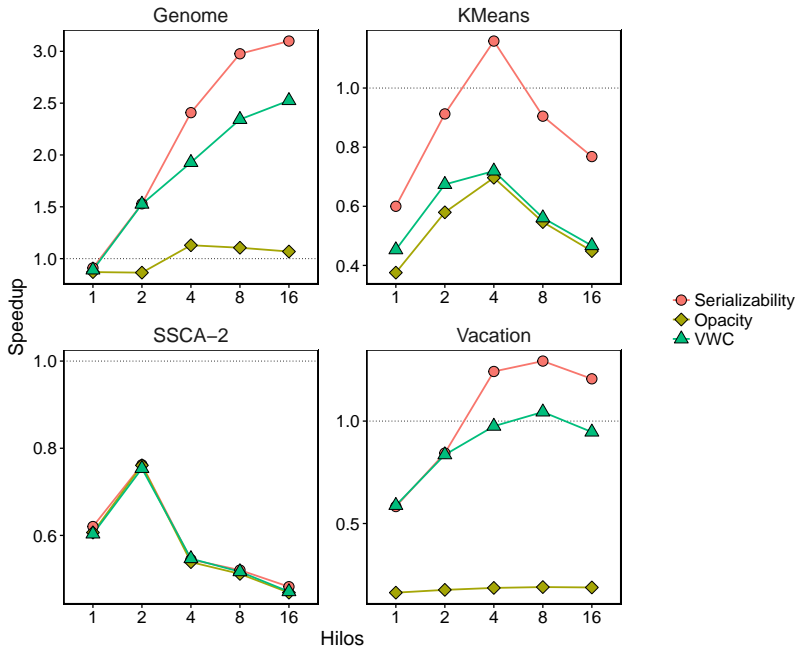 Genome
KMeans
3.0
2.5
2.0
1.5
1.0
1.0
0.8
0.6
0.4
1 2 4 8 16
1 2 4 8 16
Speedup
Serializability
Opacity
VWC
SSCA−2
Vacation
1.0
0.8
0.6
1.0
0.5
1 2 4 8 16
1 2 4 8 16
Hilos